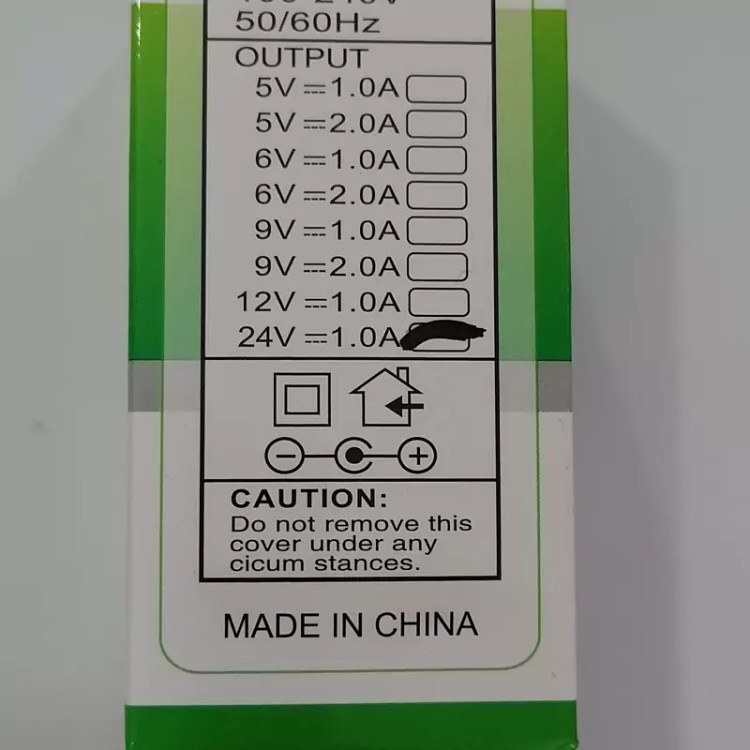 50/60Hz
OUTPUT
5V⎓1.0A
5V⎓2.0A
6V⎓1.0A
6V⎓2.0A
9V⎓1.0A
9V⎓2.0A
12V⎓1.0A
24V⎓1.0A
CAUTION:
Do not remove this
cover under any
cicum stances.
MADE IN CHINA